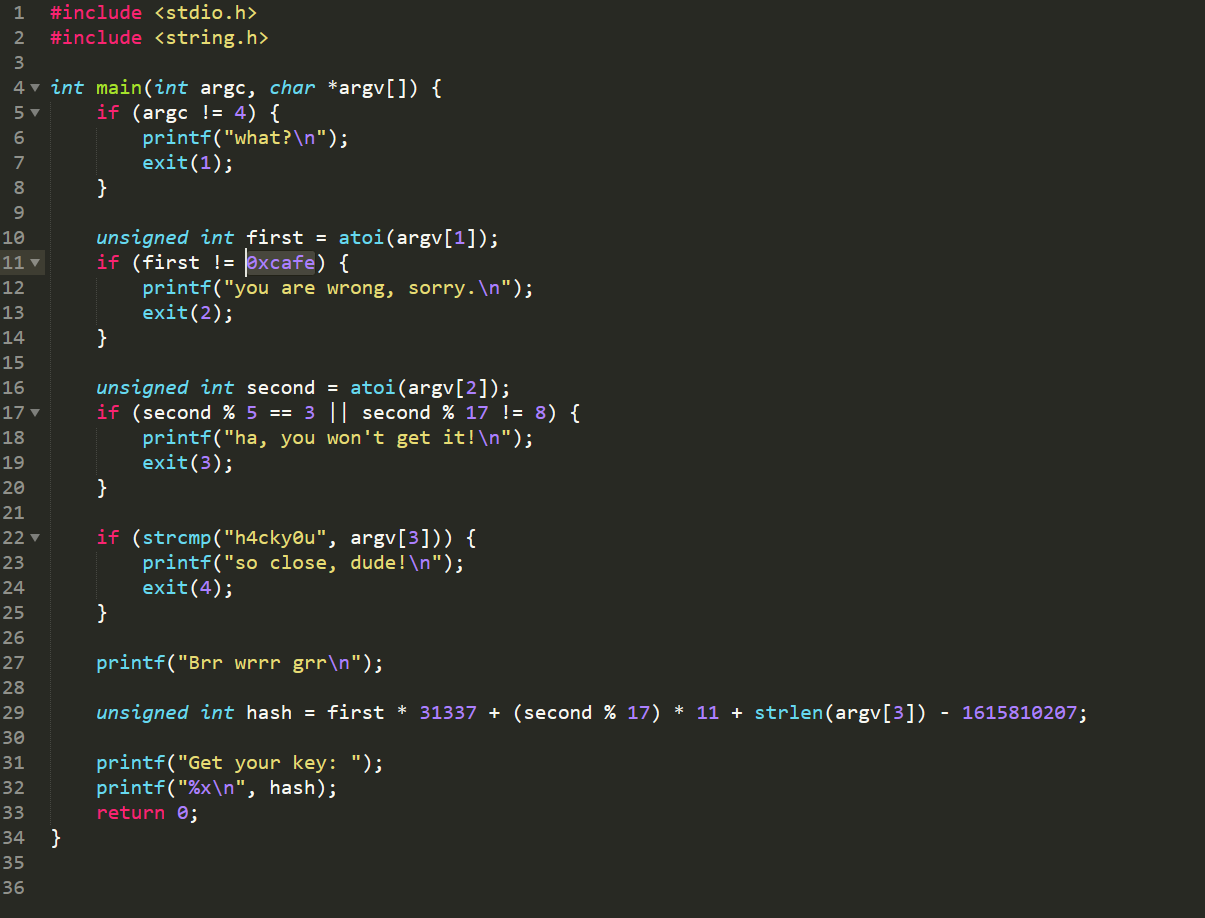 1 #include <stdio.h>
2 #include <string.h>
3
4 int main(int argc, char *argv[]) {
5     if (argc != 4) {
6         printf("what?\n");
7         exit(1);
8     }
9
10     unsigned int first = atoi(argv[1]);
11     if (first != 0xcafe) {
12         printf("you are wrong, sorry.\n");
13         exit(2);
14     }
15
16     unsigned int second = atoi(argv[2]);
17     if (second % 5 == 3 || second % 17 != 8) {
18         printf("ha, you won't get it!\n");
19         exit(3);
20     }
21
22     if (strcmp("h4cky0u", argv[3])) {
23         printf("so close, dude!\n");
24         exit(4);
25     }
26
27     printf("Brr wrrr grr\n");
28
29     unsigned int hash = first * 31337 + (second % 17) * 11 + strlen(argv[3]) - 1615810207;
30
31     printf("Get your key: ");
32     printf("%x\n", hash);
33     return 0;
34 }
35
36